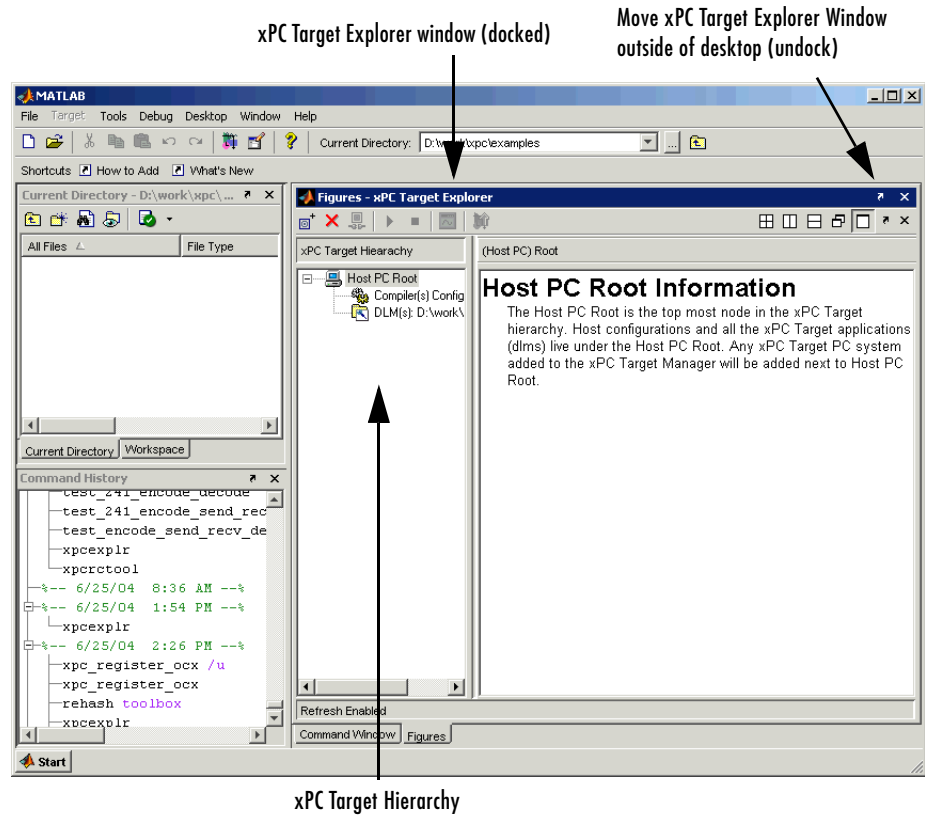 xPC Target Explorer window (docked)
Move xPC Target Explorer Window
outside of desktop (undock)
MATLAB
File Target Tools Debug Desktop Window Help
Current Directory: D:\work\xpc\examples
...
Shortcuts How to Add What's New
Current Directory - D:\work\xpc\...
All Files File Type
Current Directory Workspace
Command History
test_241_encode_decode
test_241_encode_send_rec
test_encode_send_recv_de
xpcexplr
xpcrctool
%-- 6/25/04 8:36 AM --%
%-- 6/25/04 1:54 PM --%
xpcexplr
%-- 6/25/04 2:26 PM --%
xpc_register_ocx /u
xpc_register_ocx
rehash toolbox
xpcexplr
Start
Figures - xPC Target Explorer
xPC Target Hiearachy
(Host PC) Root
Host PC Root
Compiler(s) Config
DLM(s): D:\work\
Host PC Root Information
The Host PC Root is the top most node in the xPC Target
hierarchy. Host configurations and all the xPC Target applications
(dlms) live under the Host PC Root. Any xPC Target PC system
added to the xPC Target Manager will be added next to Host PC
Root.
Refresh Enabled
Command Window Figures
xPC Target Hierarchy